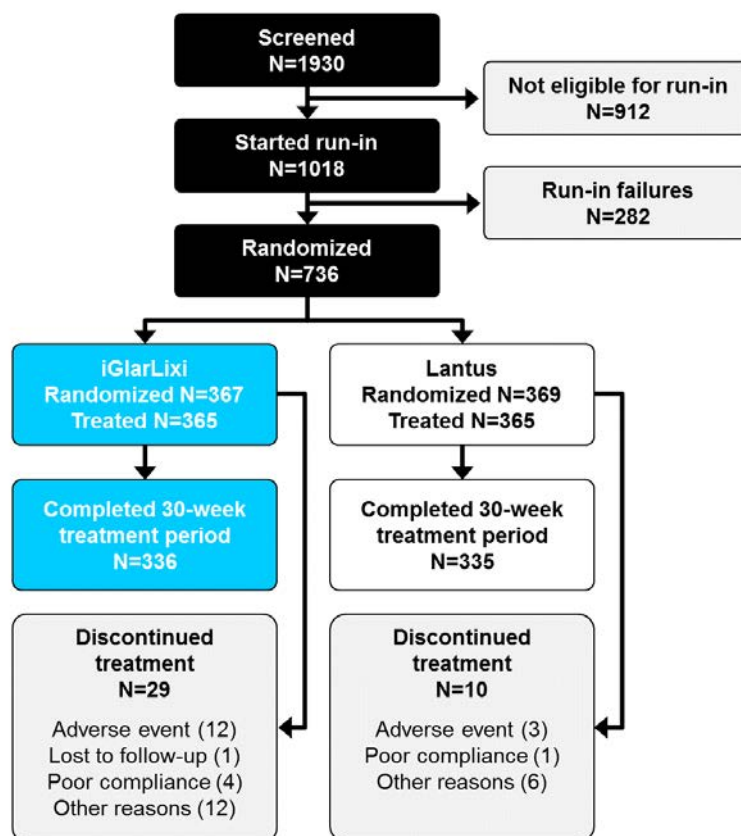 Screened
N=1930
Not eligible for run-in
N=912
Started run-in
N=1018
Run-in failures
N=282
Randomized
N=736
iGlarLixi
Randomized N=367
Treated N=365
Lantus
Randomized N=369
Treated N=365
Completed 30-week
treatment period
N=336
Completed 30-week
treatment period
N=335
Discontinued
treatment
N=29
Adverse event (12)
Lost to follow-up (1)
Poor compliance (4)
Other reasons (12)
Discontinued
treatment
N=10
Adverse event (3)
Poor compliance (1)
Other reasons (6)